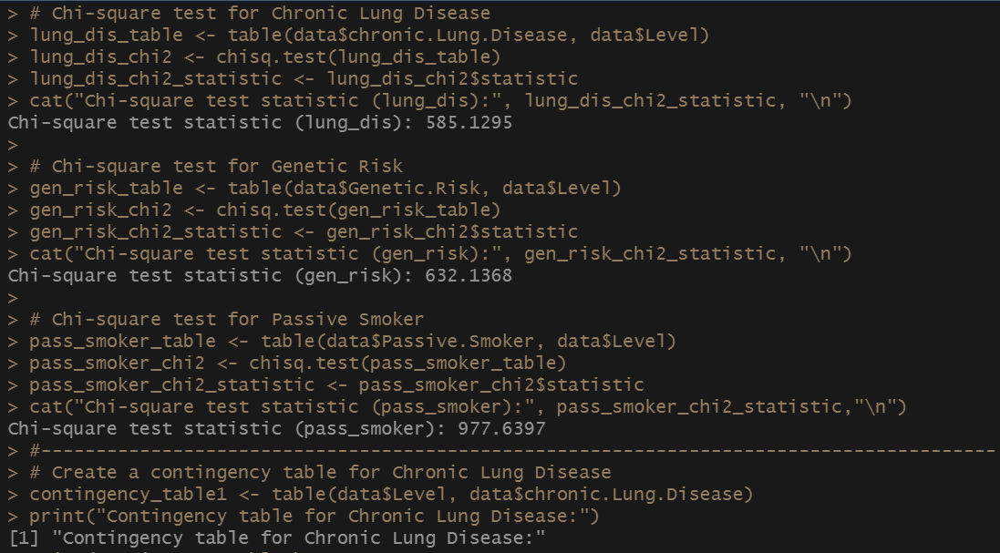 > # Chi-square test for Chronic Lung Disease
> lung_dis_table <- table(data$chronic.Lung.Disease, data$Level)
> lung_dis_chi2 <- chisq.test(lung_dis_table)
> lung_dis_chi2_statistic <- lung_dis_chi2$statistic
> cat("Chi-square test statistic (lung_dis):", lung_dis_chi2_statistic, "\n")
Chi-square test statistic (lung_dis): 585.1295
>
> # Chi-square test for Genetic Risk
> gen_risk_table <- table(data$Genetic.Risk, data$Level)
> gen_risk_chi2 <- chisq.test(gen_risk_table)
> gen_risk_chi2_statistic <- gen_risk_chi2$statistic
> cat("Chi-square test statistic (gen_risk):", gen_risk_chi2_statistic, "\n")
Chi-square test statistic (gen_risk): 632.1368
>
> # Chi-square test for Passive Smoker
> pass_smoker_table <- table(data$Passive.Smoker, data$Level)
> pass_smoker_chi2 <- chisq.test(pass_smoker_table)
> pass_smoker_chi2_statistic <- pass_smoker_chi2$statistic
> cat("Chi-square test statistic (pass_smoker):", pass_smoker_chi2_statistic,"\n")
Chi-square test statistic (pass_smoker): 977.6397
> #---------------------------------------------------------------------------------------
> # Create a contingency table for Chronic Lung Disease
> contingency_table1 <- table(data$Level, data$chronic.Lung.Disease)
> print("Contingency table for Chronic Lung Disease:")
[1] "Contingency table for Chronic Lung Disease:"